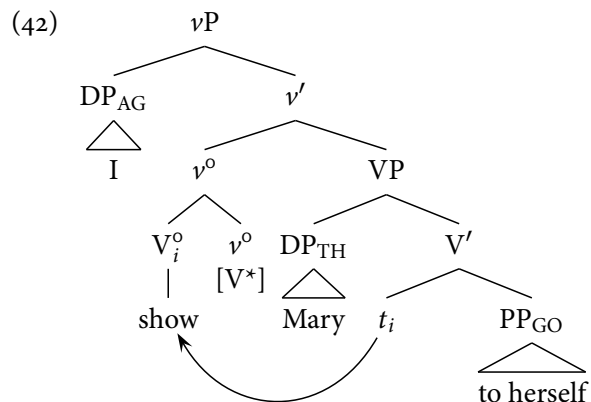 (42) vP
DP_AG v′
I v° VP
V°_i v° DP_TH V′
[V*]
show Mary t_i PP_GO
to herself